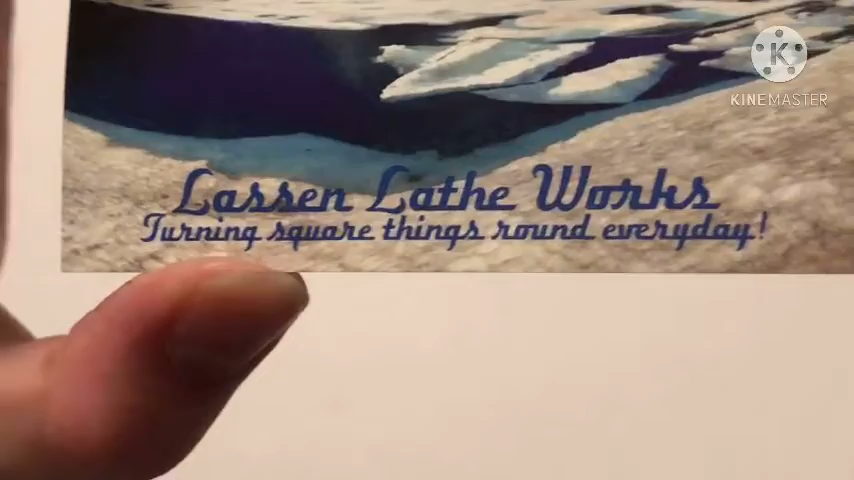 K
KINEMASTER
Lassen Lathe Works
Turning square things round everyday!